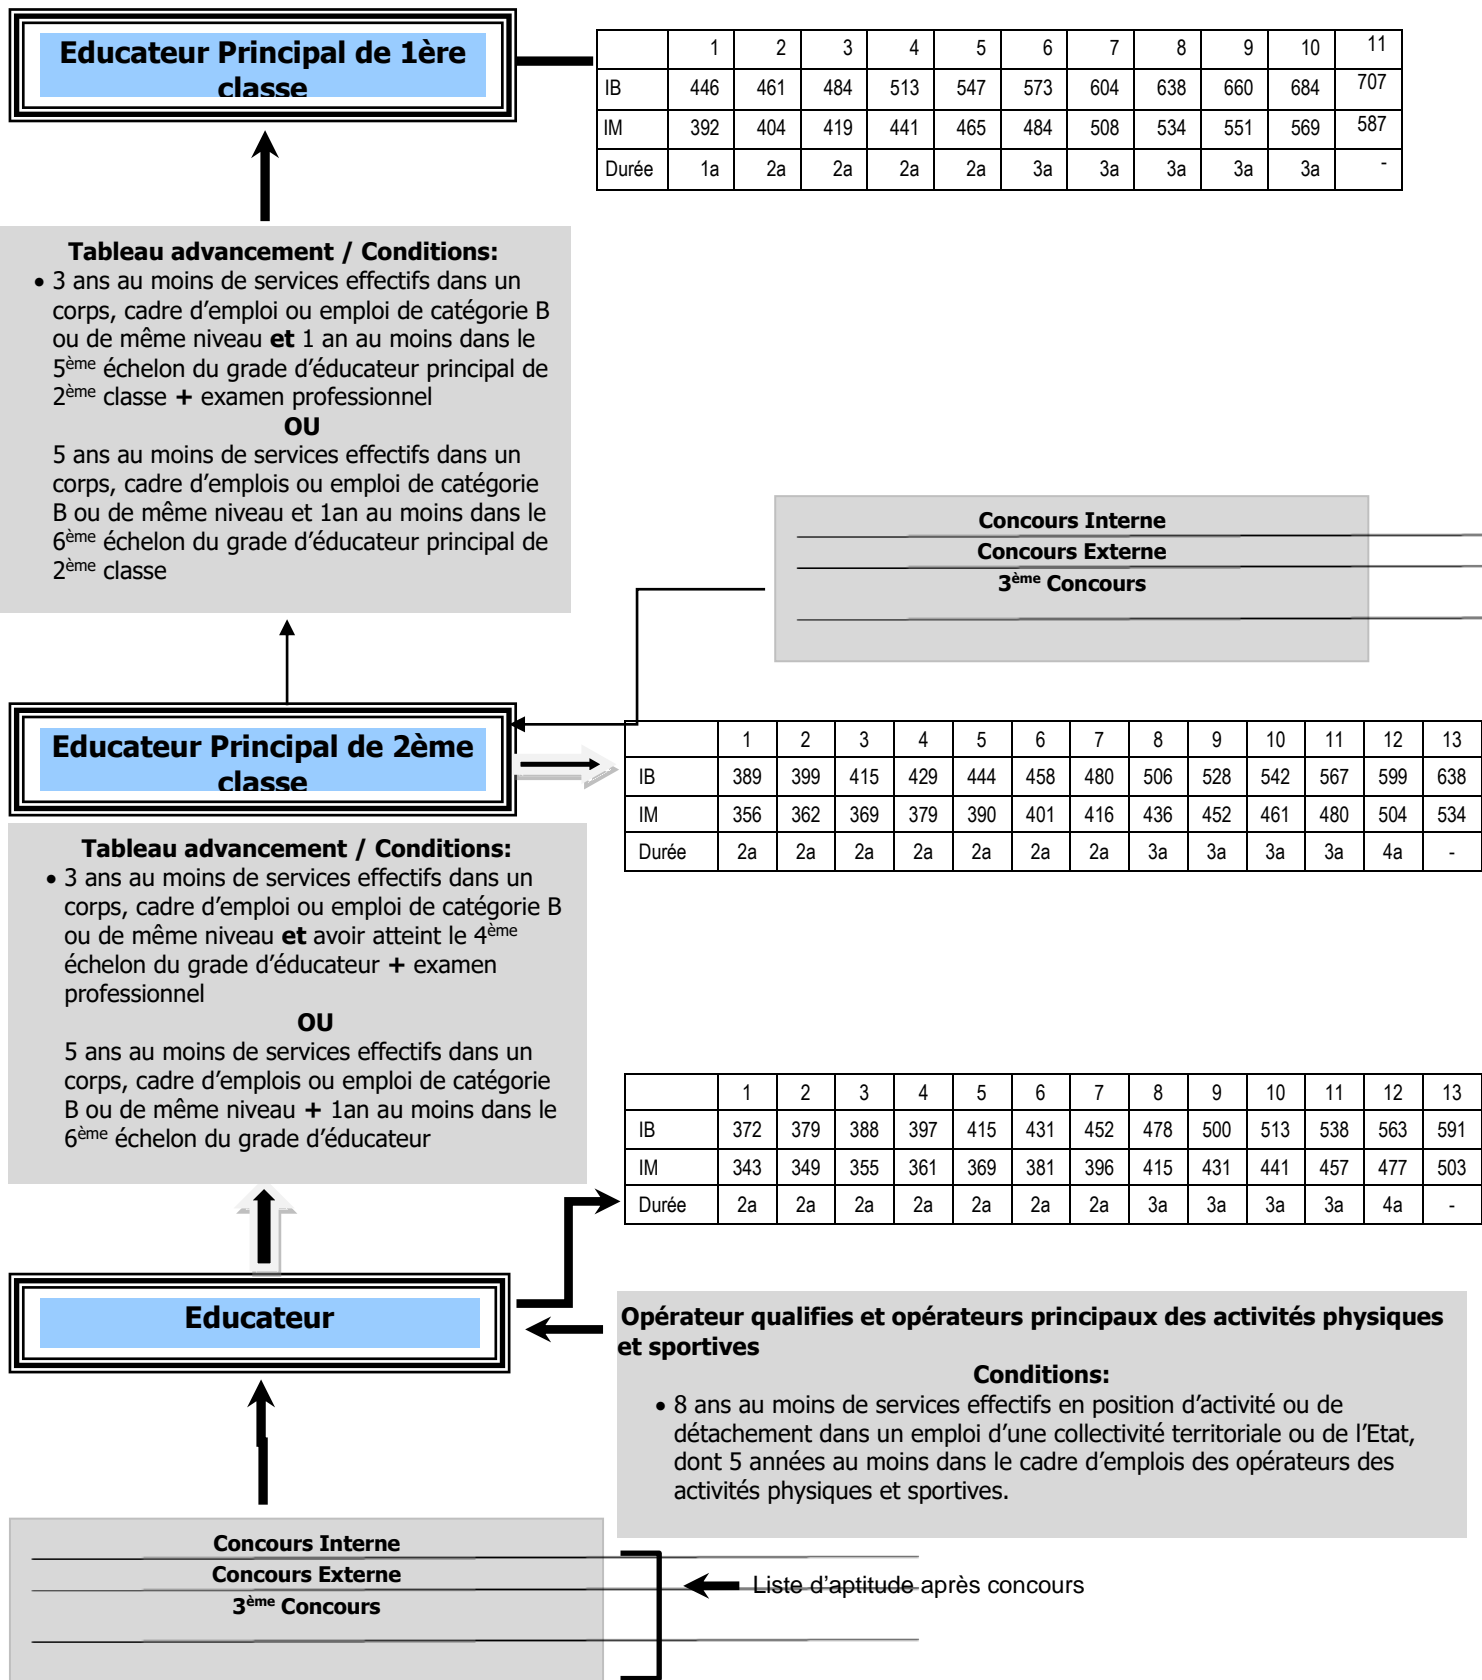 Educateur Principal de 1ère
classe
1 2 3 4 5 6 7 8 9 10 11
IB 446 461 484 513 547 573 604 638 660 684 707
IM 392 404 419 441 465 484 508 534 551 569 587
Durée 1a 2a 2a 2a 2a 3a 3a 3a 3a 3a -
Tableau advancement / Conditions:
• 3 ans au moins de services effectifs dans un
corps, cadre d’emploi ou emploi de catégorie B
ou de même niveau et 1 an au moins dans le
5ème échelon du grade d’éducateur principal de
2ème classe + examen professionnel
OU
5 ans au moins de services effectifs dans un
corps, cadre d’emplois ou emploi de catégorie
B ou de même niveau et 1an au moins dans le
6ème échelon du grade d’éducateur principal de
2ème classe
Concours Interne
Concours Externe
3ème Concours
Educateur Principal de 2ème
classe
1 2 3 4 5 6 7 8 9 10 11 12 13
IB 389 399 415 429 444 458 480 506 528 542 567 599 638
IM 356 362 369 379 390 401 416 436 452 461 480 504 534
Durée 2a 2a 2a 2a 2a 2a 2a 3a 3a 3a 3a 4a -
Tableau advancement / Conditions:
• 3 ans au moins de services effectifs dans un
corps, cadre d’emploi ou emploi de catégorie B
ou de même niveau et avoir atteint le 4ème
échelon du grade d’éducateur + examen
professionnel
OU
5 ans au moins de services effectifs dans un
corps, cadre d’emplois ou emploi de catégorie
B ou de même niveau + 1an au moins dans le
6ème échelon du grade d’éducateur
1 2 3 4 5 6 7 8 9 10 11 12 13
IB 372 379 388 397 415 431 452 478 500 513 538 563 591
IM 343 349 355 361 369 381 396 415 431 441 457 477 503
Durée 2a 2a 2a 2a 2a 2a 2a 3a 3a 3a 3a 4a -
Educateur
Opérateur qualifies et opérateurs principaux des activités physiques
et sportives
Conditions:
• 8 ans au moins de services effectifs en position d’activité ou de
détachement dans un emploi d’une collectivité territoriale ou de l’Etat,
dont 5 années au moins dans le cadre d’emplois des opérateurs des
activités physiques et sportives.
Concours Interne
Concours Externe
3ème Concours
Liste d’aptitude après concours